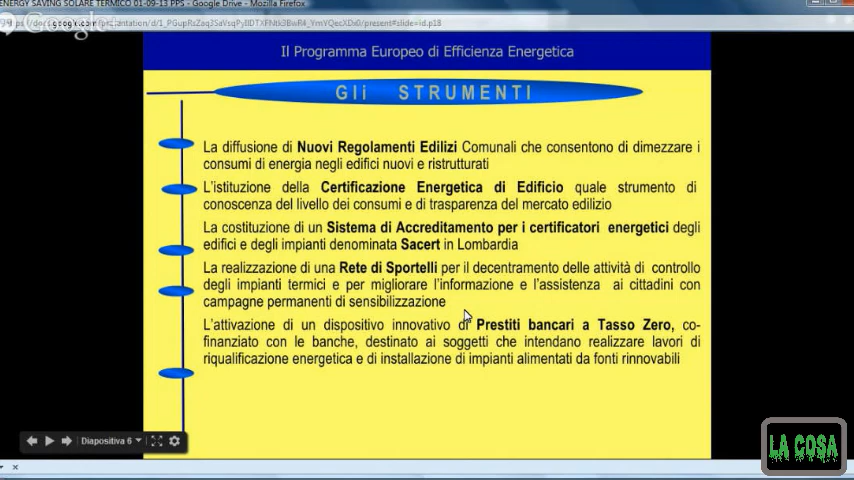 ENERGY SAVING SOLARE TERMICO 01-09-13 PPS - Google Drive - Mozilla Firefox
Google
Il Programma Europeo di Efficienza Energetica
Gli STRUMENTI
La diffusione di Nuovi Regolamenti Edilizi Comunali che consentono di dimezzare i
consumi di energia negli edifici nuovi e ristrutturati
L'istituzione della Certificazione Energetica di Edificio quale strumento di
conoscenza del livello dei consumi e di trasparenza del mercato edilizio
La costituzione di un Sistema di Accreditamento per i certificatori energetici degli
edifici e degli impianti denominata Sacert in Lombardia
La realizzazione di una Rete di Sportelli per il decentramento delle attività di controllo
degli impianti termici e per migliorare l'informazione e l'assistenza ai cittadini con
campagne permanenti di sensibilizzazione
L'attivazione di un dispositivo innovativo di Prestiti bancari a Tasso Zero, co-
finanziato con le banche, destinato ai soggetti che intendano realizzare lavori di
riqualificazione energetica e di installazione di impianti alimentati da fonti rinnovabili
Diapositiva 6
LA COSA